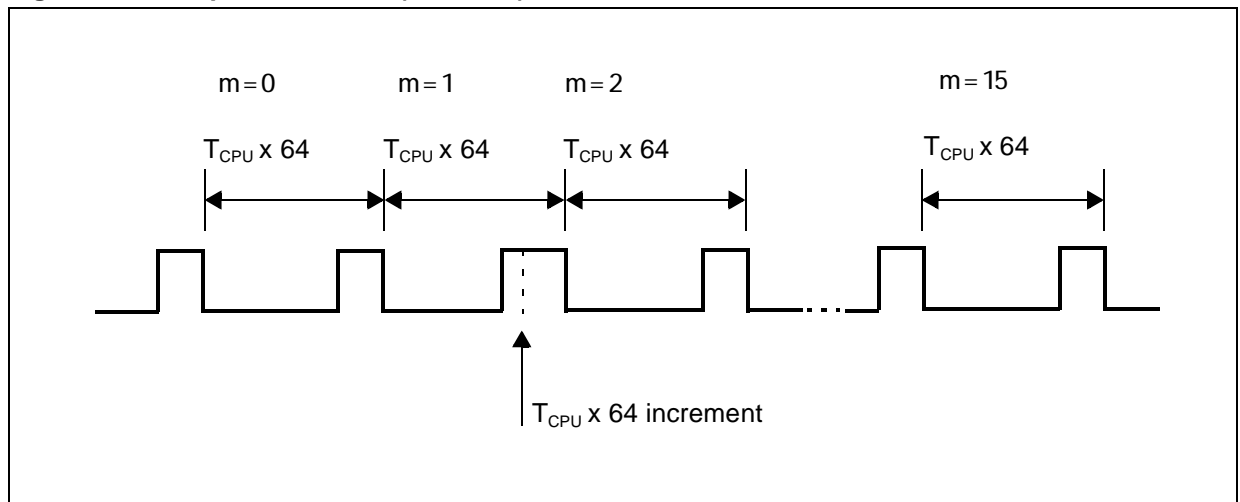 m=0 m=1 m=2 m=15
T_CPU x 64 T_CPU x 64 T_CPU x 64 T_CPU x 64
T_CPU x 64 increment